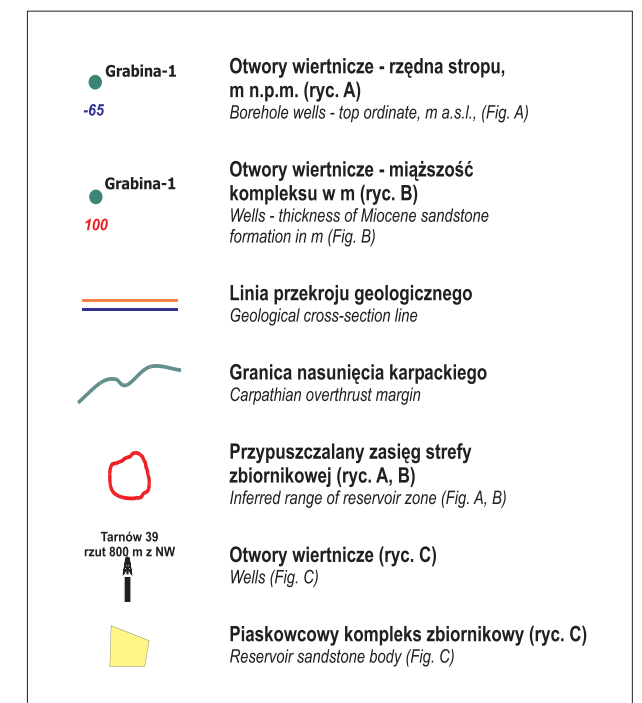 Grabina-1
-65
Otwory wiertnicze - rzędna stropu,
m n.p.m. (ryc. A)
Borehole wells - top ordinate, m a.s.l., (Fig. A)
Grabina-1
100
Otwory wiertnicze - miąższość
kompleksu w m (ryc. B)
Wells - thickness of Miocene sandstone
formation in m (Fig. B)
Linia przekroju geologicznego
Geological cross-section line
Granica nasunięcia karpackiego
Carpathian overthrust margin
Przypuszczalany zasięg strefy
zbiornikowej (ryc. A, B)
Inferred range of reservoir zone (Fig. A, B)
Tarnów 39
rzut 800 m z NW
Otwory wiertnicze (ryc. C)
Wells (Fig. C)
Piaskowcowy kompleks zbiornikowy (ryc. C)
Reservoir sandstone body (Fig. C)